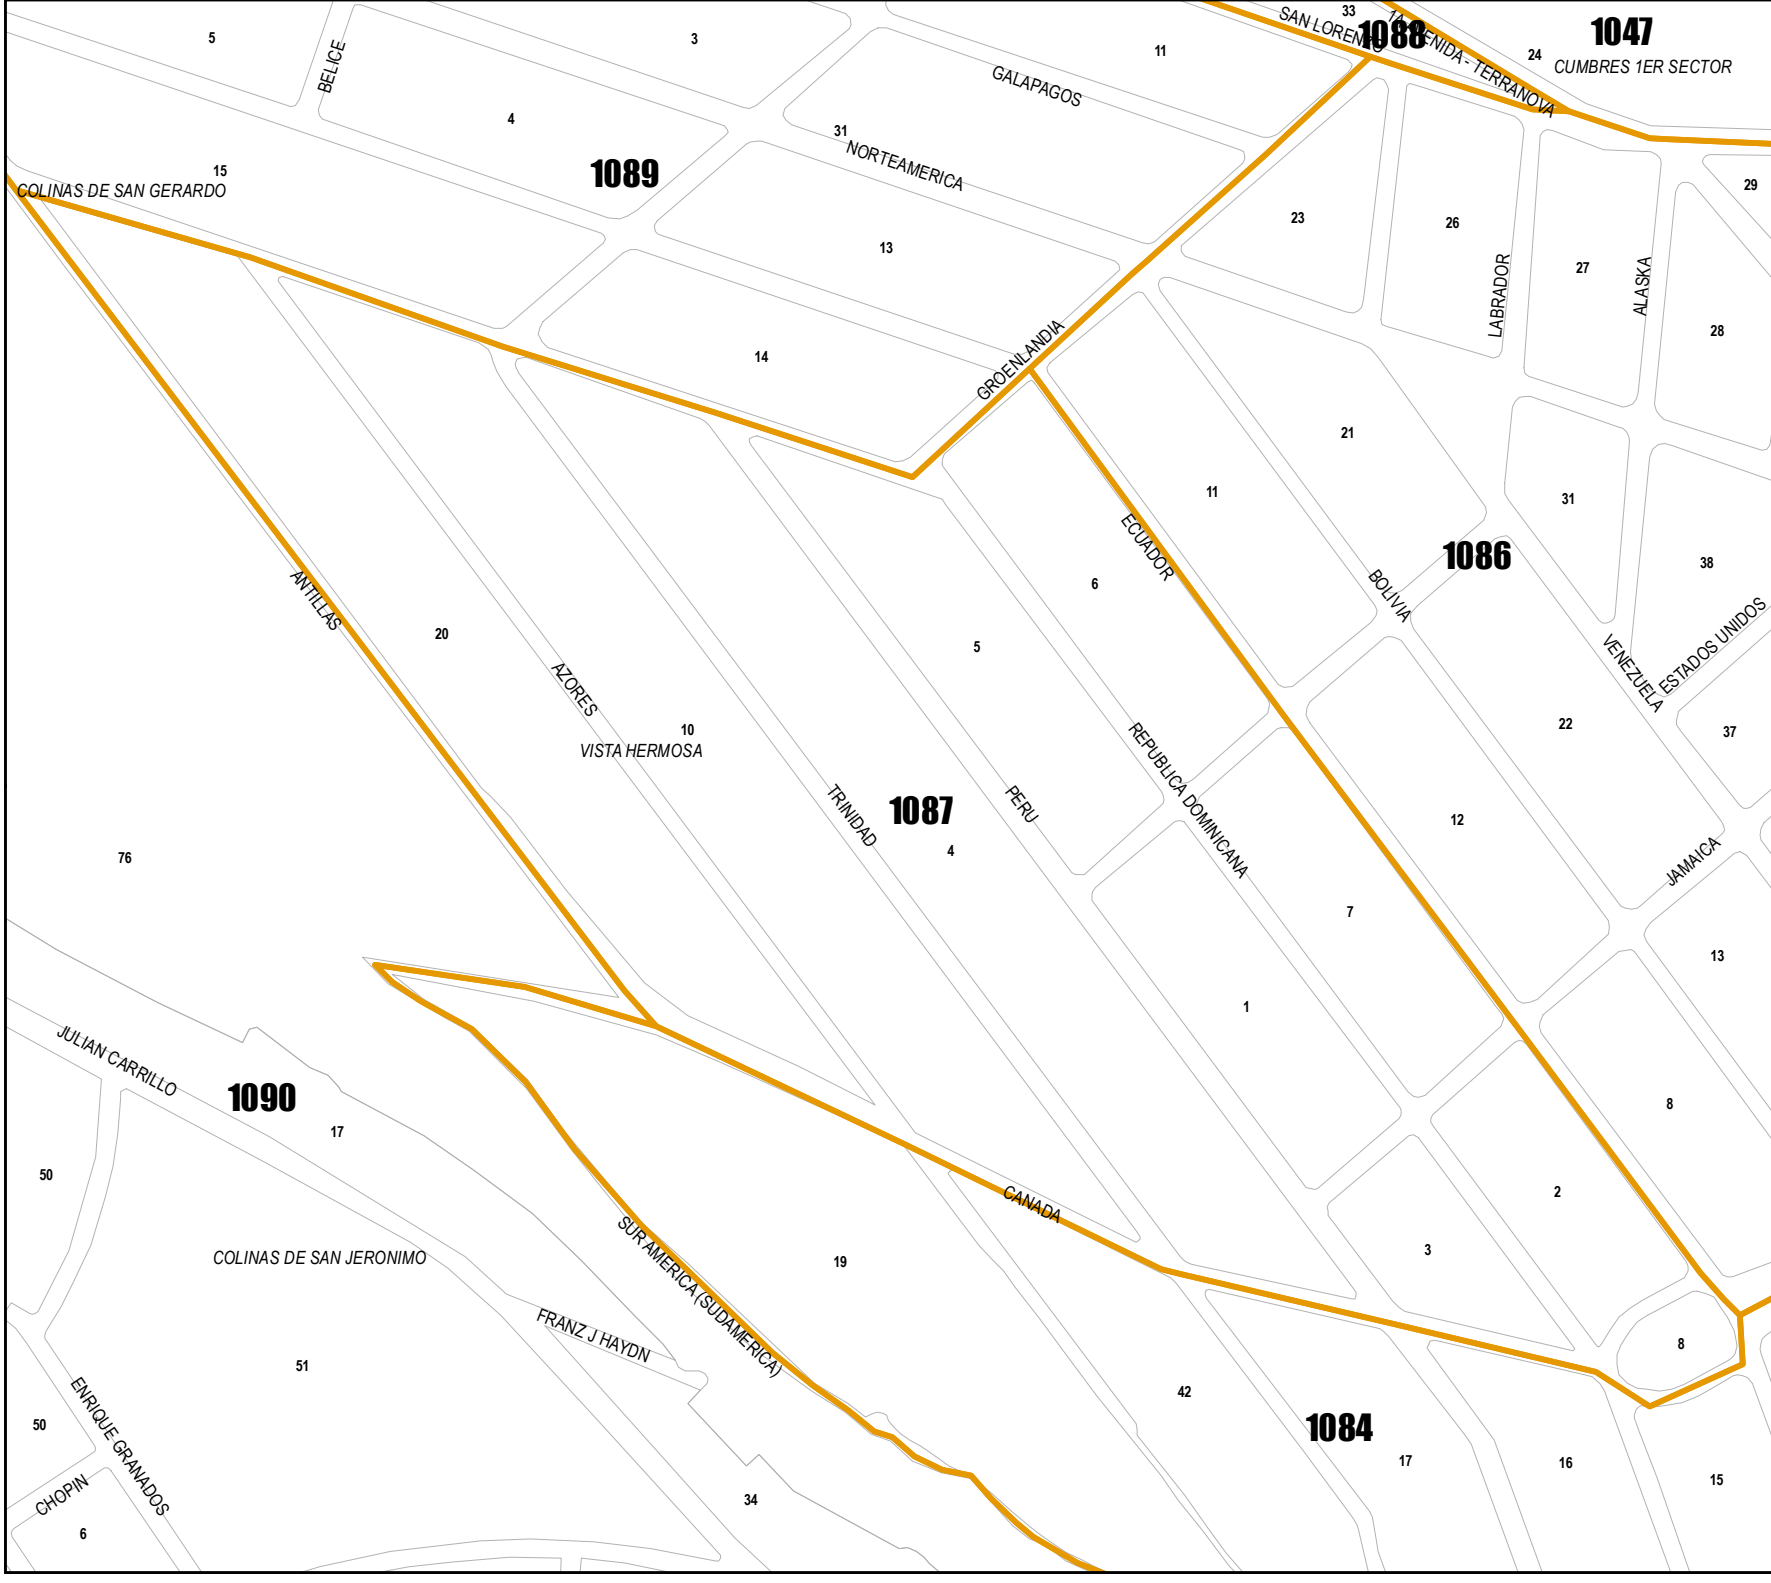 33
1088
1047
SAN LORENZO
1A AVENIDA - TERRANOVA
24
CUMBRES 1ER SECTOR
5
BELICE
3
11
GALAPAGOS
4
31
NORTEAMERICA
1089
15
COLINAS DE SAN GERARDO
29
23
26
13
27
LABRADOR
ALASKA
28
14
GROENLANDIA
21
11
31
ECUADOR
1086
38
BOLIVIA
6
ANTILLAS
20
5
ESTADOS UNIDOS
VENEZUELA
AZORES
10
VISTA HERMOSA
22
37
REPUBLICA DOMINICANA
TRINIDAD
1087
PERU
12
4
76
JAMAICA
7
13
1
JULIAN CARRILLO
1090
17
8
50
2
CANADA
3
19
COLINAS DE SAN JERONIMO
SUR AMERICA (SUDAMERICA)
FRANZ J HAYDN
8
51
42
ENRIQUE GRANADOS
50
1084
17
16
15
CHOPIN
34
6